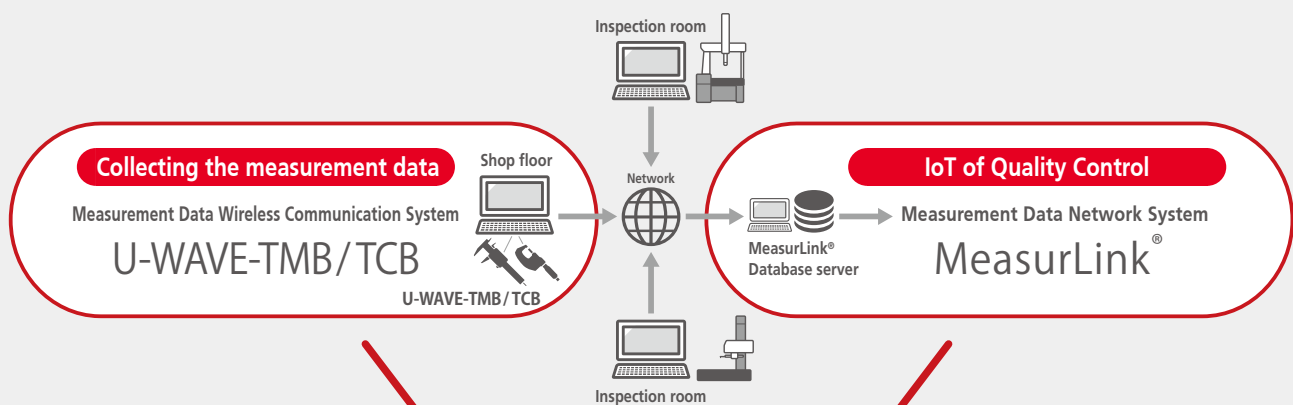 Inspection room
Collecting the measurement data
Shop floor
Measurement Data Wireless Communication System
U-WAVE-TMB/TCB
U-WAVE-TMB/TCB
Network
IoT of Quality Control
MeasurLink®
Database server
Measurement Data Network System
MeasurLink®
Inspection room